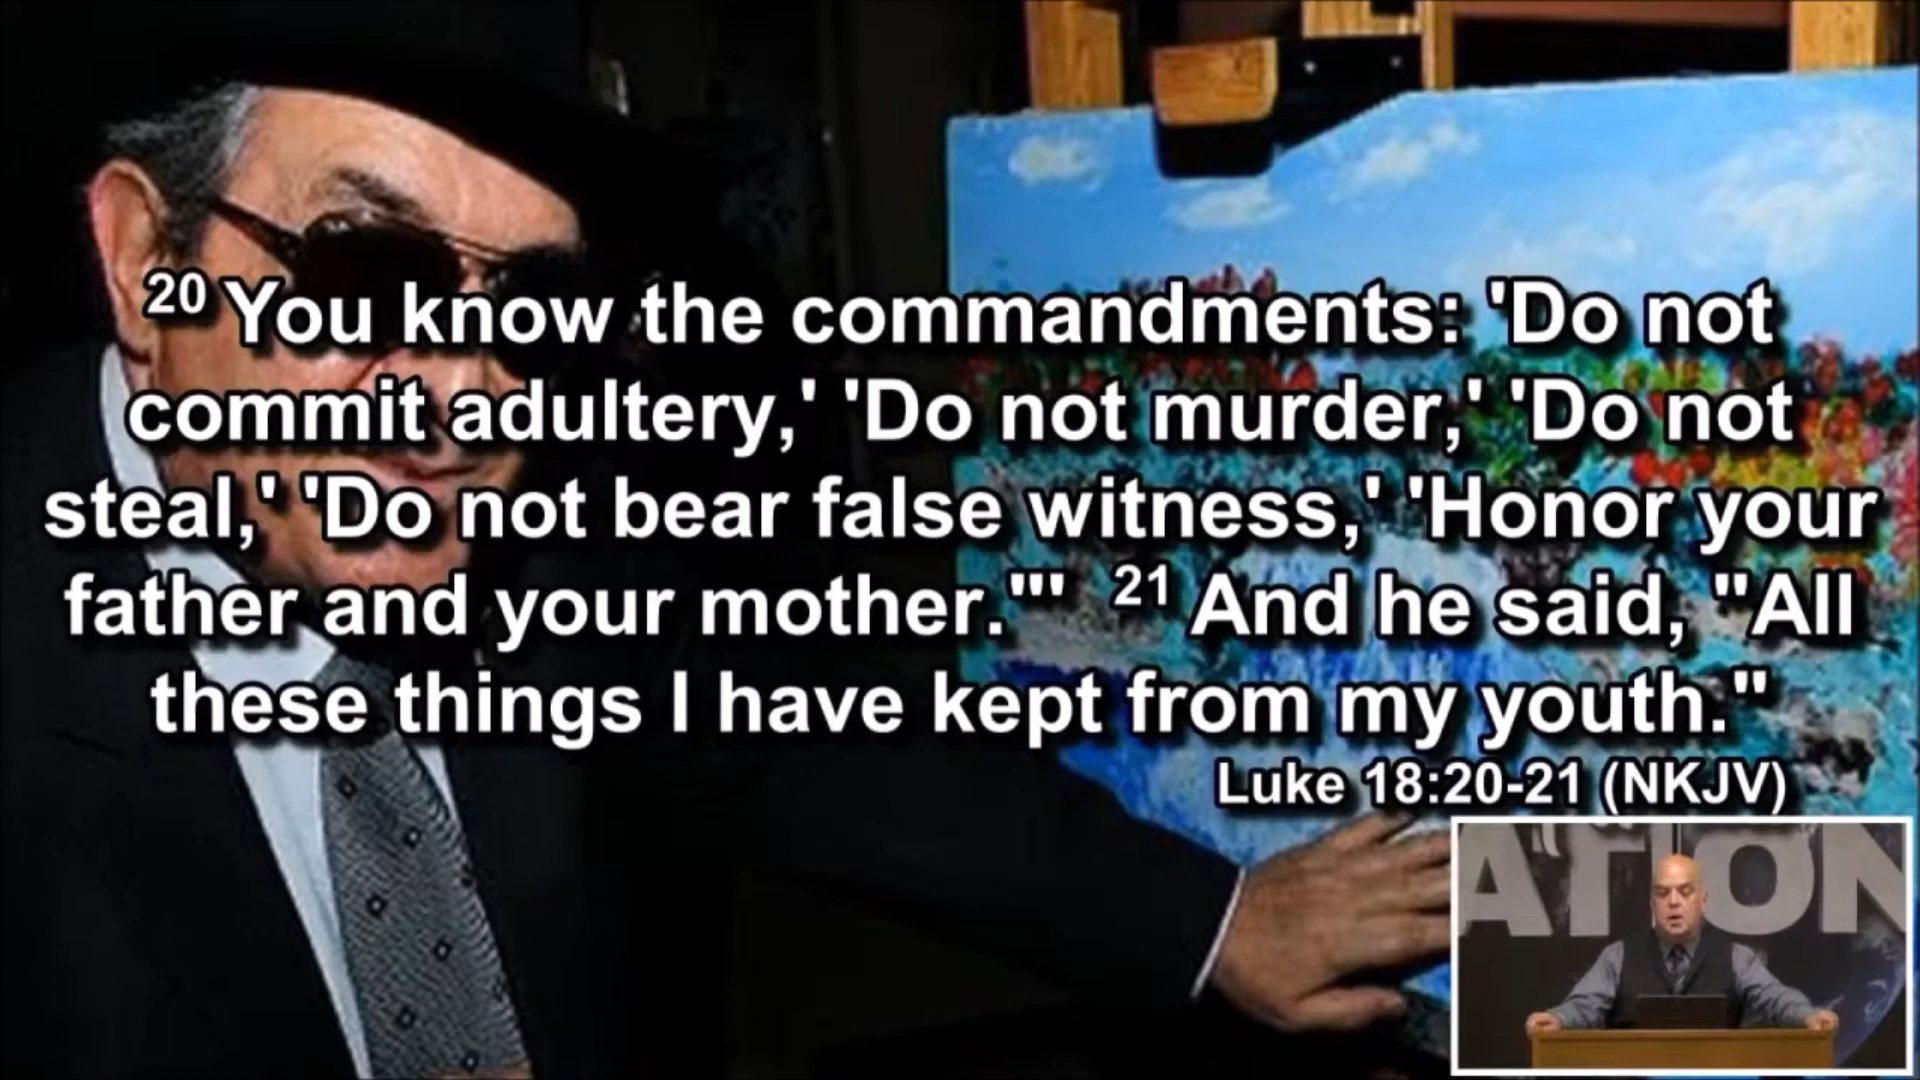 20 You know the commandments: 'Do not
commit adultery,' 'Do not murder,' 'Do not
steal,' 'Do not bear false witness,' 'Honor your
father and your mother.'" 21 And he said, "All
these things I have kept from my youth."
Luke 18:20-21 (NKJV)